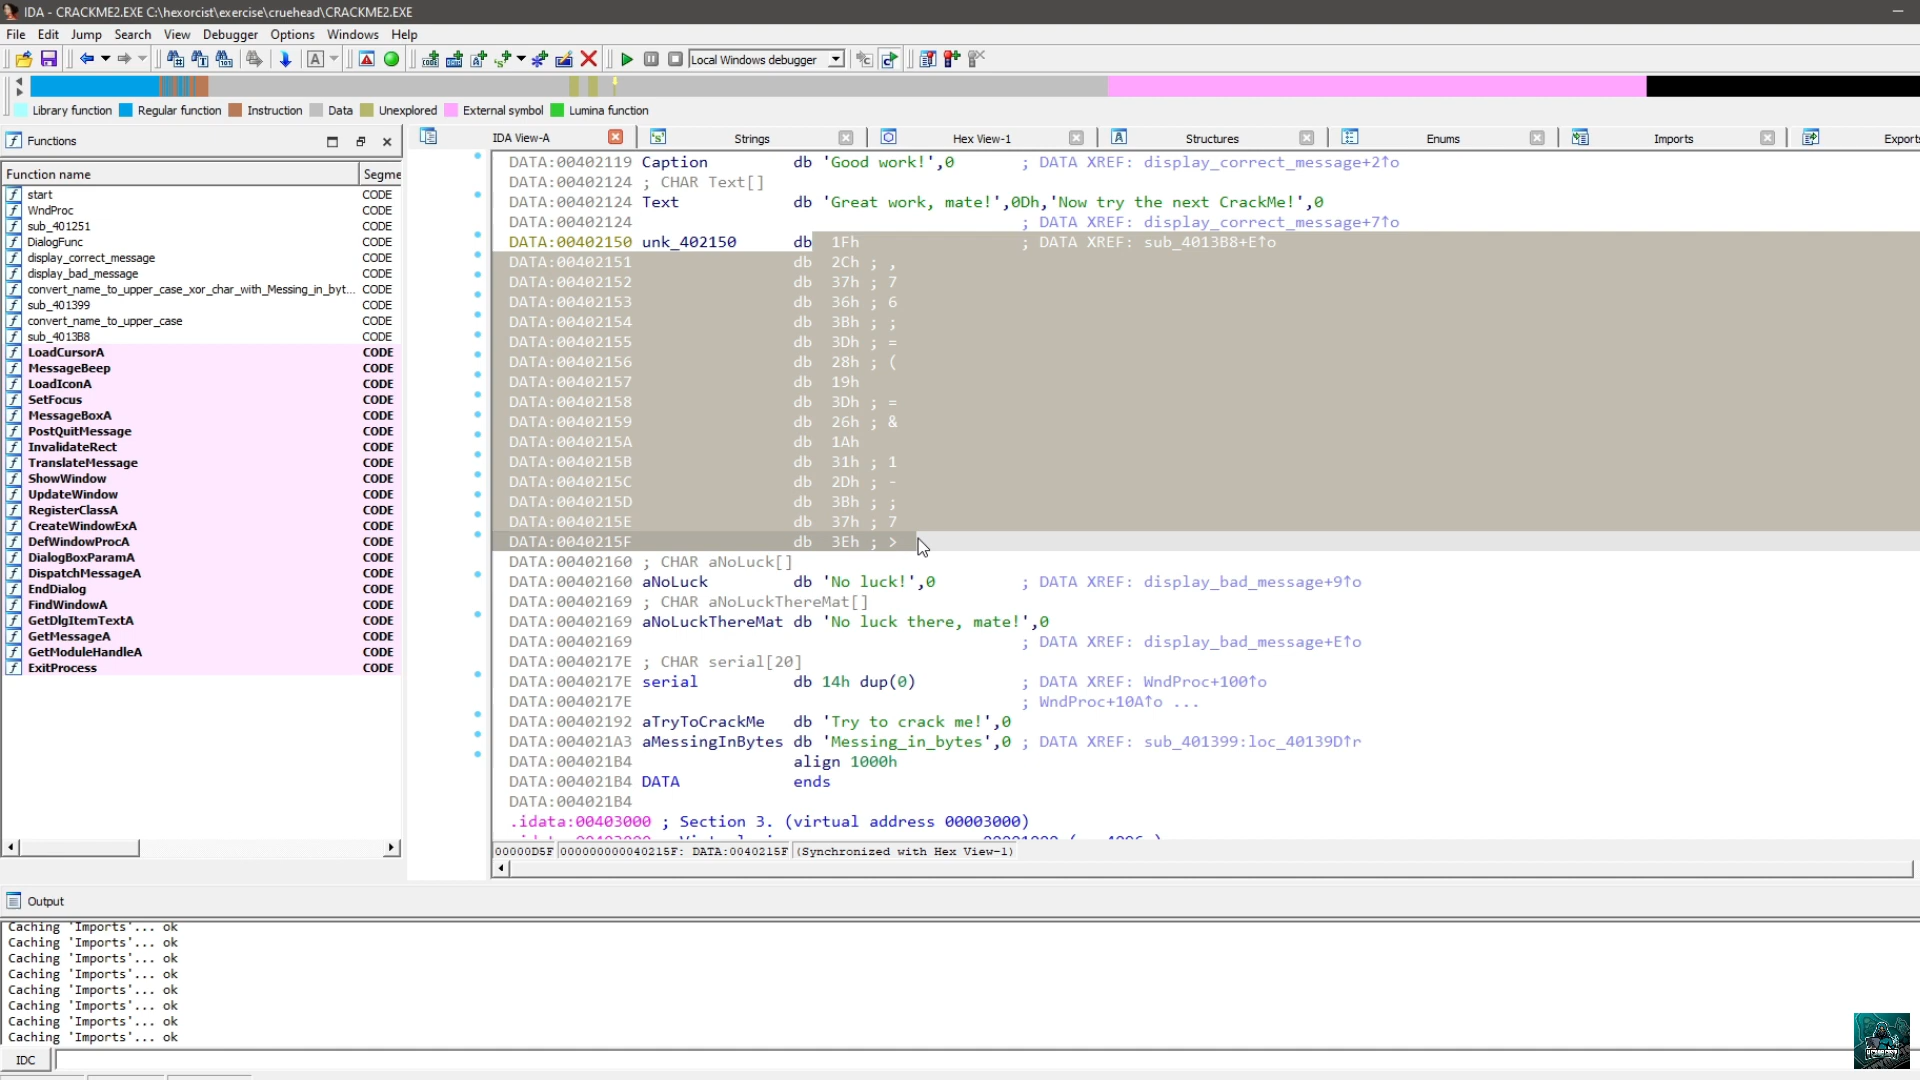 IDA - CRACKME2.EXE C:\hexorcist\exercise\cruehead\CRACKME2.EXE
File Edit Jump Search View Debugger Options Windows Help
Local Windows debugger
Library function Regular function Instruction Data Unexplored External symbol Lumina function
Functions
IDA View-A Strings Hex View-1 Structures Enums Imports Exports
Function name Segme
start CODE
WndProc CODE
sub_401251 CODE
DialogFunc CODE
display_correct_message CODE
display_bad_message CODE
convert_name_to_upper_case_xor_char_with_Messing_in_byt... CODE
sub_401399 CODE
convert_name_to_upper_case CODE
sub_4013B8 CODE
LoadCursorA CODE
MessageBeep CODE
LoadIconA CODE
SetFocus CODE
MessageBoxA CODE
PostQuitMessage CODE
InvalidateRect CODE
TranslateMessage CODE
ShowWindow CODE
UpdateWindow CODE
RegisterClassA CODE
CreateWindowExA CODE
DefWindowProcA CODE
DialogBoxParamA CODE
DispatchMessageA CODE
EndDialog CODE
FindWindowA CODE
GetDlgItemTextA CODE
GetMessageA CODE
GetModuleHandleA CODE
ExitProcess CODE
DATA:00402119 Caption db 'Good work!',0 ; DATA XREF: display_correct_message+2↑o
DATA:00402124 ; CHAR Text[]
DATA:00402124 Text db 'Great work, mate!',0Dh,'Now try the next CrackMe!',0
DATA:00402124 ; DATA XREF: display_correct_message+7↑o
DATA:00402150 unk_402150 db 1Fh ; DATA XREF: sub_4013B8+E↑o
DATA:00402151 db 2Ch ; ,
DATA:00402152 db 37h ; 7
DATA:00402153 db 36h ; 6
DATA:00402154 db 3Bh ; ;
DATA:00402155 db 3Dh ; =
DATA:00402156 db 28h ; (
DATA:00402157 db 19h
DATA:00402158 db 3Dh ; =
DATA:00402159 db 26h ; &
DATA:0040215A db 1Ah
DATA:0040215B db 31h ; 1
DATA:0040215C db 2Dh ; -
DATA:0040215D db 3Bh ; ;
DATA:0040215E db 37h ; 7
DATA:0040215F db 3Eh ; >
DATA:00402160 ; CHAR aNoLuck[]
DATA:00402160 aNoLuck db 'No luck!',0 ; DATA XREF: display_bad_message+9↑o
DATA:00402169 ; CHAR aNoLuckThereMat[]
DATA:00402169 aNoLuckThereMat db 'No luck there, mate!',0
DATA:00402169 ; DATA XREF: display_bad_message+E↑o
DATA:0040217E ; CHAR serial[20]
DATA:0040217E serial db 14h dup(0) ; DATA XREF: WndProc+100↑o
DATA:0040217E ; WndProc+10A↑o ...
DATA:00402192 aTryToCrackMe db 'Try to crack me!',0
DATA:004021A3 aMessingInBytes db 'Messing_in_bytes',0 ; DATA XREF: sub_401399:loc_40139D↑r
DATA:004021B4 align 1000h
DATA:004021B4 DATA ends
DATA:004021B4
.idata:00403000 ; Section 3. (virtual address 00003000)
00000D5F 000000000040215F: DATA:0040215F (Synchronized with Hex View-1)
Output
Caching 'Imports'... ok
Caching 'Imports'... ok
Caching 'Imports'... ok
Caching 'Imports'... ok
Caching 'Imports'... ok
Caching 'Imports'... ok
Caching 'Imports'... ok
Caching 'Imports'... ok
IDC